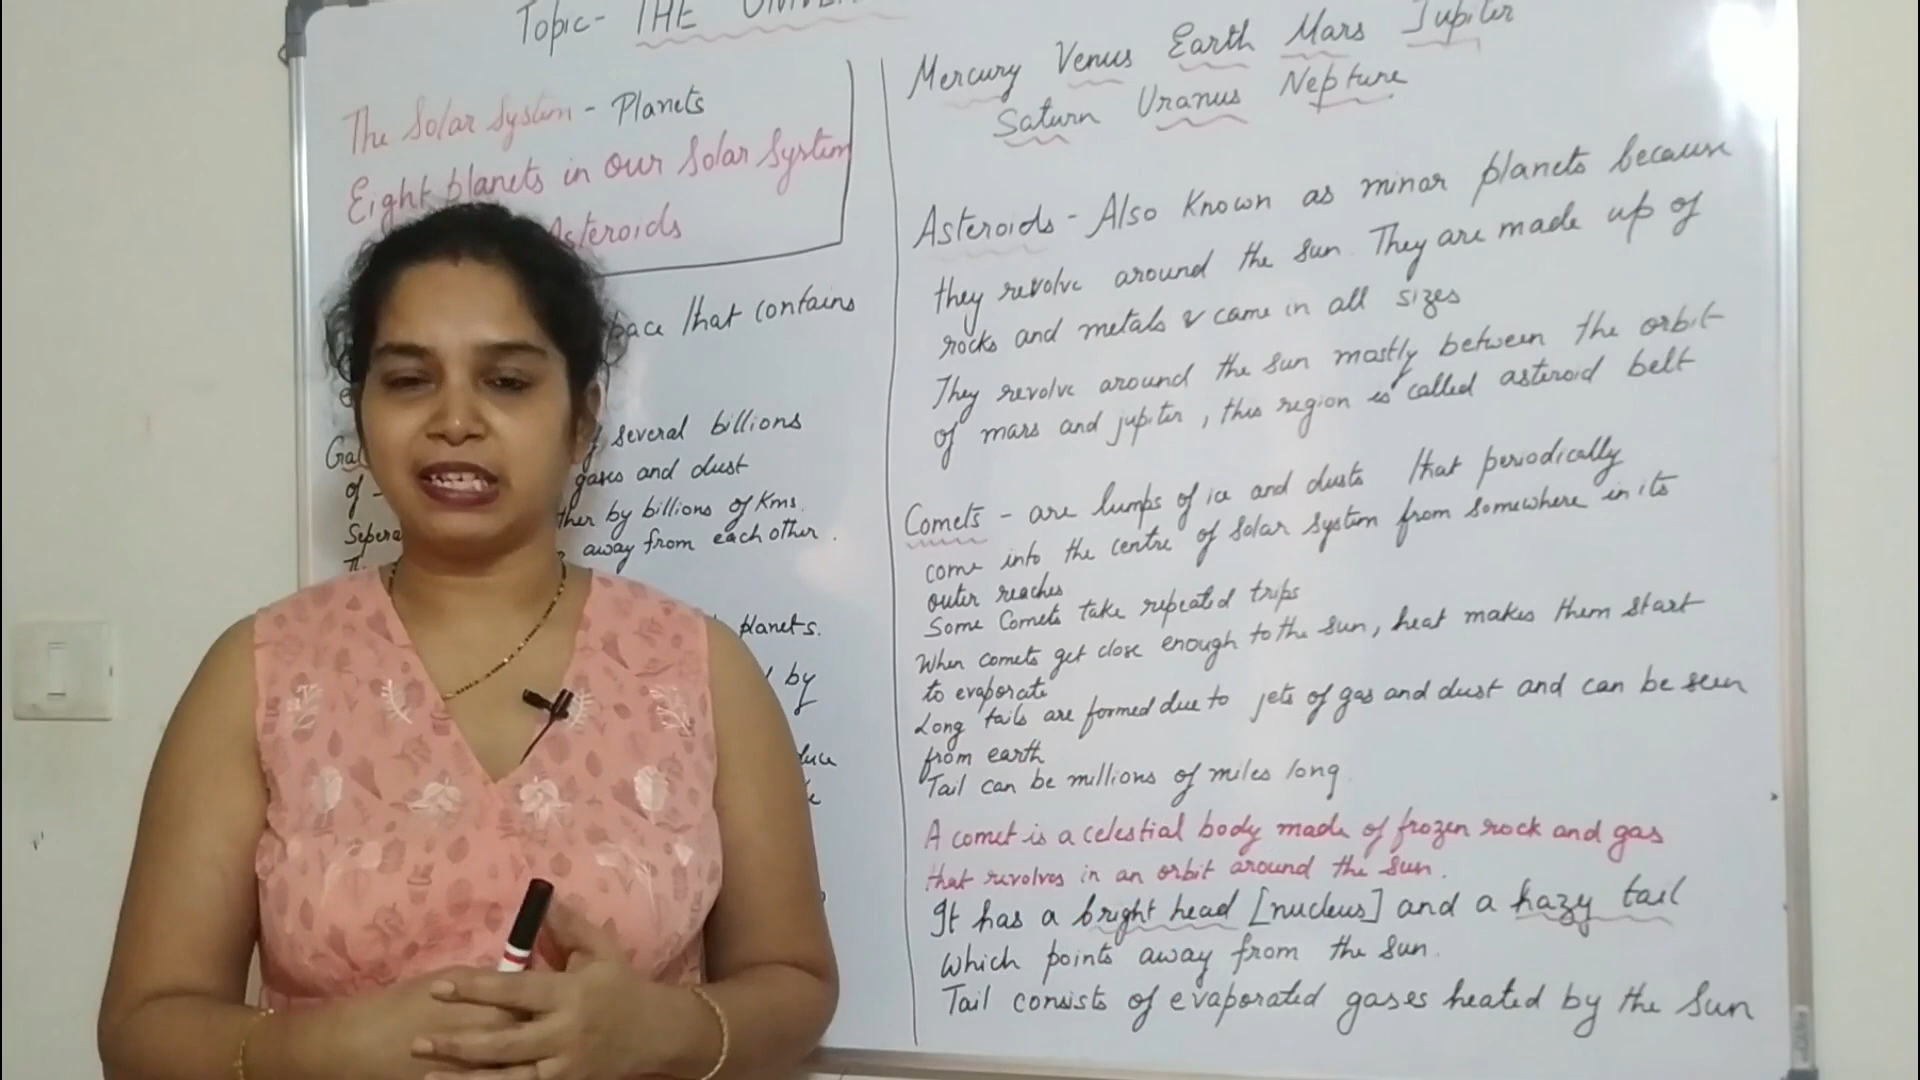 Topic- THE
The Solar System - Planets
Eight planets in our Solar System
Asteroids
that contains
several billions
of - gases and dust
Sepera by billions of Kms.
away from each other.
planets.
by
Mercury Venus Earth Mars Jupiter
Saturn Uranus Neptune
Asteroids - Also known as minor planets because
they revolve around the sun. They are made up of
rocks and metals & came in all sizes
They revolve around the sun mostly between the orbit
of mars and jupiter, this region is called asteroid belt
Comets - are lumps of ice and dusts that periodically
come into the centre of solar system from somewhere in its
outer reaches
Some Comets take repeated trips
When comets get close enough to the sun, heat makes them start
to evaporate
Long tails are formed due to jets of gas and dust and can be seen
from earth
Tail can be millions of miles long
A comet is a celestial body made of frozen rock and gas
that revolves in an orbit around the sun.
It has a bright head [nucleus] and a hazy tail
which points away from the sun.
Tail consists of evaporated gases heated by the Sun